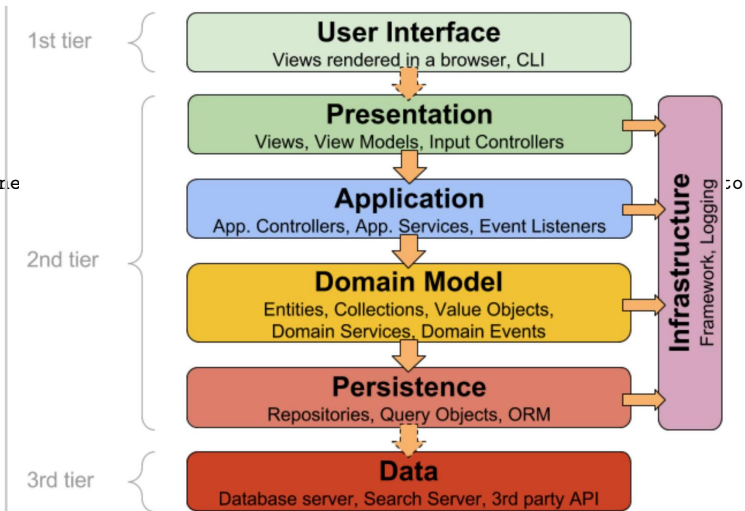 1st tier
User Interface
Views rendered in a browser, CLI
Presentation
Views, View Models, Input Controllers
Application
App. Controllers, App. Services, Event Listeners
2nd tier
Domain Model
Entities, Collections, Value Objects,
Domain Services, Domain Events
Persistence
Repositories, Query Objects, ORM
Infrastructure
Framework, Logging
3rd tier
Data
Database server, Search Server, 3rd party API